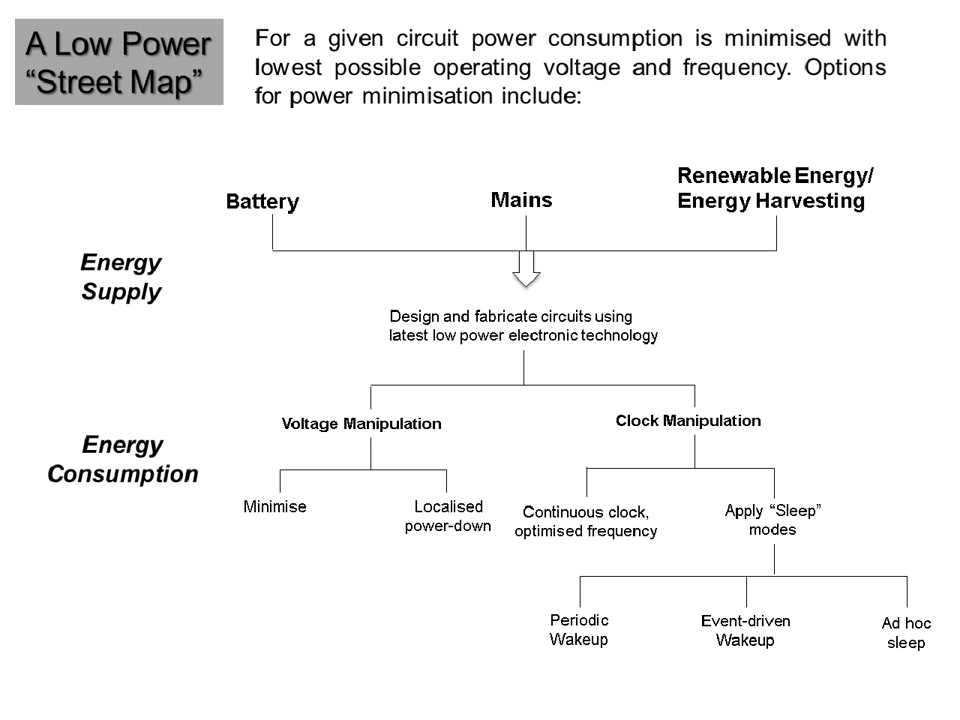 A Low Power
“Street Map”
For a given circuit power consumption is minimised with
lowest possible operating voltage and frequency. Options
for power minimisation include:
Renewable Energy/
Energy Harvesting
Battery
Mains
Energy
Supply
Design and fabricate circuits using
latest low power electronic technology
Voltage Manipulation
Clock Manipulation
Energy
Consumption
Minimise
Localised
power-down
Continuous clock,
optimised frequency
Apply “Sleep”
modes
Periodic
Wakeup
Event-driven
Wakeup
Ad hoc
sleep